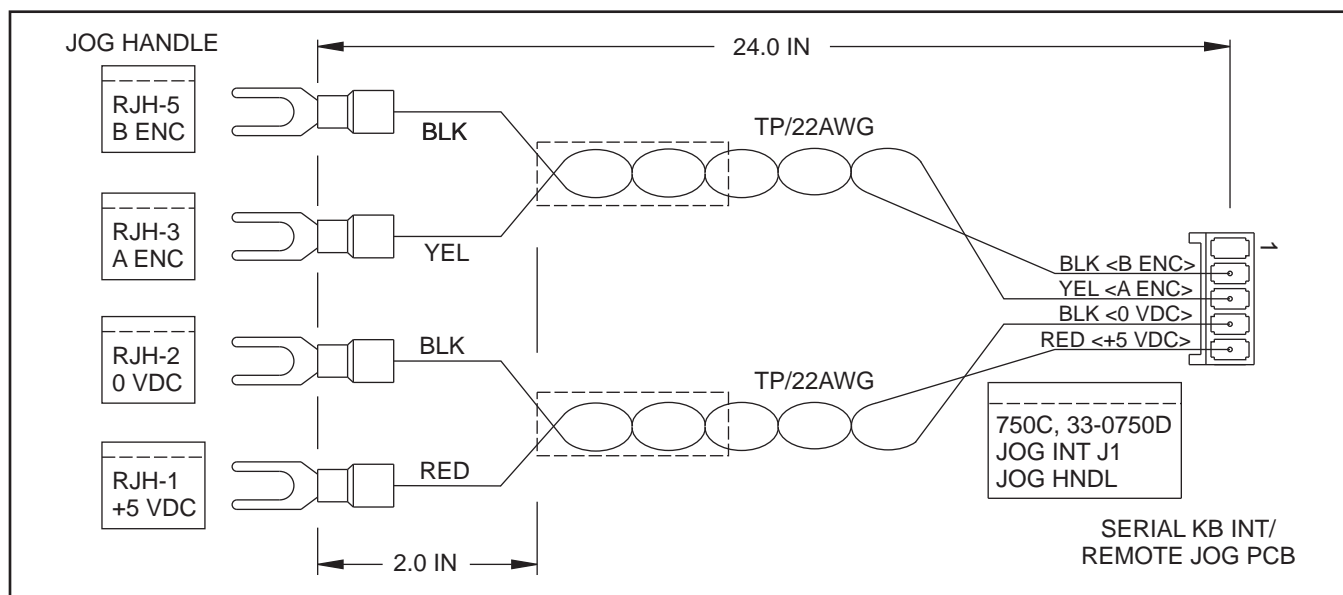 JOG HANDLE
24.0 IN
RJH-5
B ENC
BLK
TP/22AWG
RJH-3
A ENC
YEL
1
BLK <B ENC>
YEL <A ENC>
BLK <0 VDC>
RED <+5 VDC>
RJH-2
0 VDC
BLK
TP/22AWG
RJH-1
+5 VDC
RED
750C, 33-0750D
JOG INT J1
JOG HNDL
2.0 IN
SERIAL KB INT/
REMOTE JOG PCB